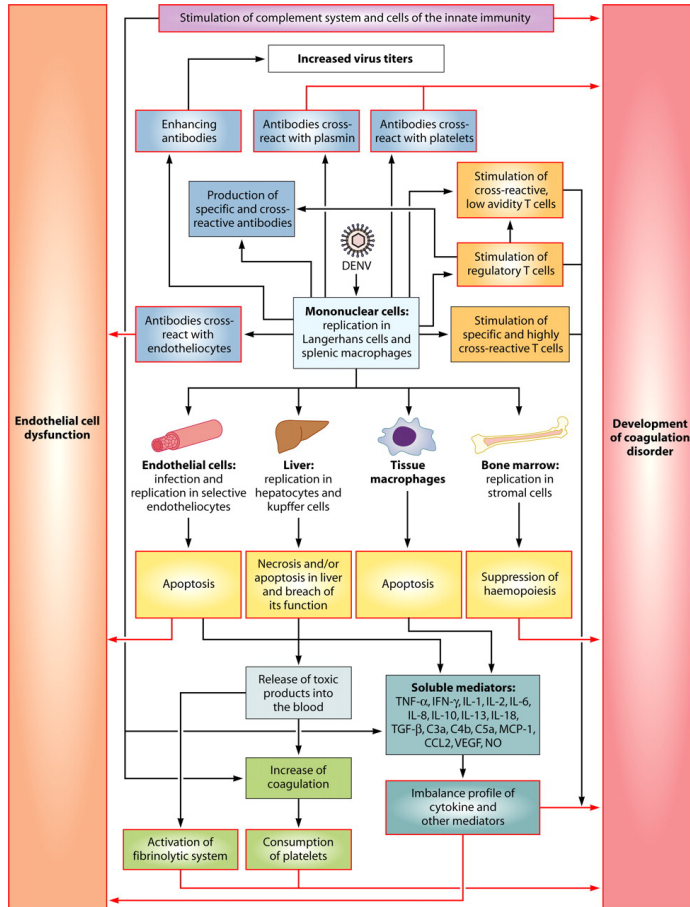 Stimulation of complement system and cells of the innate immunity
Increased virus titers
Enhancing
antibodies
Antibodies cross-
react with plasmin
Antibodies cross-
react with platelets
Production of
specific and cross-
reactive antibodies
DENV
Stimulation of
cross-reactive,
low avidity T cells
Stimulation of
regulatory T cells
Antibodies cross-
react with
endotheliocytes
Mononuclear cells:
replication in
Langerhans cells and
splenic macrophages
Stimulation of
specific and highly
cross-reactive T cells
Endothelial cell
dysfunction
Development
of coagulation
disorder
Endothelial cells:
infection and
replication in selective
endotheliocytes
Liver:
replication in
hepatocytes and
kupffer cells
Tissue
macrophages
Bone marrow:
replication in
stromal cells
Apoptosis
Necrosis and/or
apoptosis in liver
and breach of
its function
Apoptosis
Suppression of
haemopoiesis
Release of toxic
products into
the blood
Soluble mediators:
TNF-α, IFN-γ, IL-1, IL-2, IL-6,
IL-8, IL-10, IL-13, IL-18,
TGF-β, C3a, C4b, C5a, MCP-1,
CCL2, VEGF, NO
Increase of
coagulation
Imbalance profile of
cytokine and
other mediators
Activation of
fibrinolytic system
Consumption
of platelets